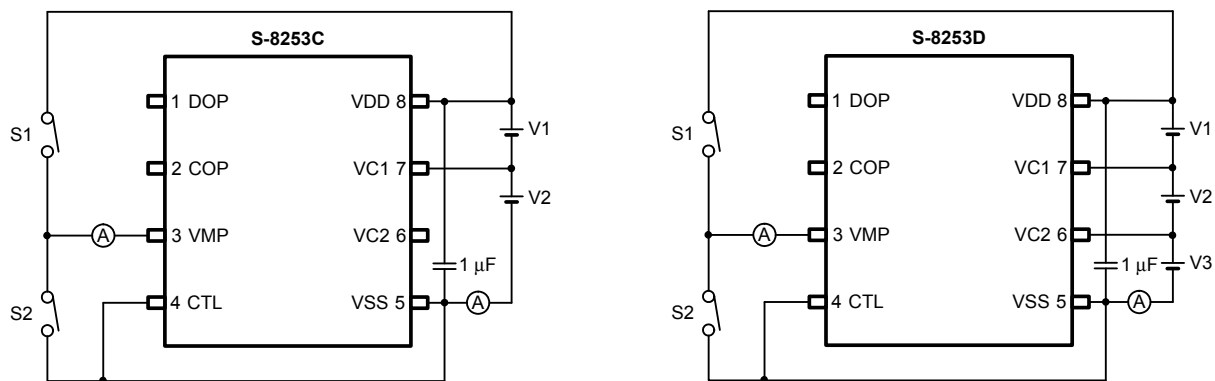 S-8253C
1 DOP
VDD 8
S1
V1
2 COP
VC1 7
V2
A
3 VMP
VC2 6
1 μF
S2
4 CTL
VSS 5
A
S-8253D
1 DOP
VDD 8
S1
V1
2 COP
VC1 7
V2
A
3 VMP
VC2 6
1 μF
V3
S2
4 CTL
VSS 5
A